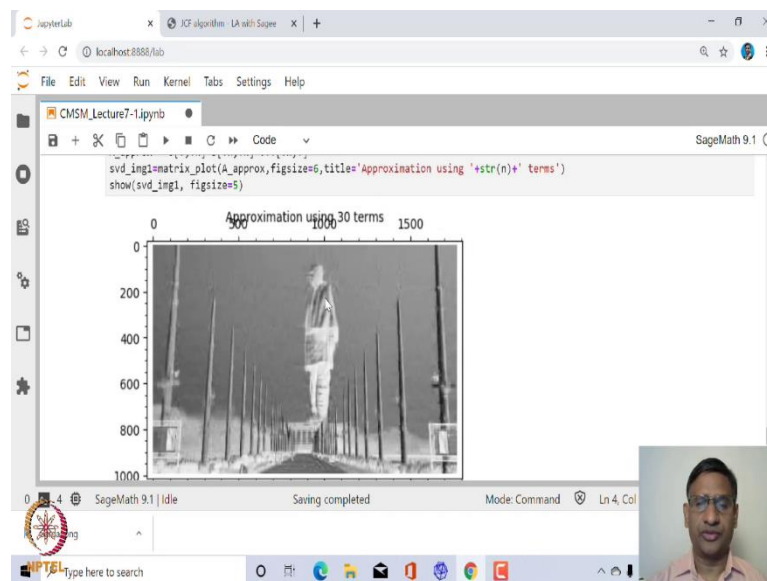 JupyterLab
JCF algorithm - LA with Sagee
localhost:8888/lab
File Edit View Run Kernel Tabs Settings Help
CMSM_Lecture7-1.ipynb
Code
SageMath 9.1
svd_img1=matrix_plot(A_approx,figsize=6,title='Approximation using '+str(n)+' terms')
show(svd_img1, figsize=5)
Approximation using 30 terms
0 500 1000 1500
0
200
400
600
800
1000
0 4 SageMath 9.1 | Idle Saving completed Mode: Command Ln 4, Col
NPTEL Type here to search